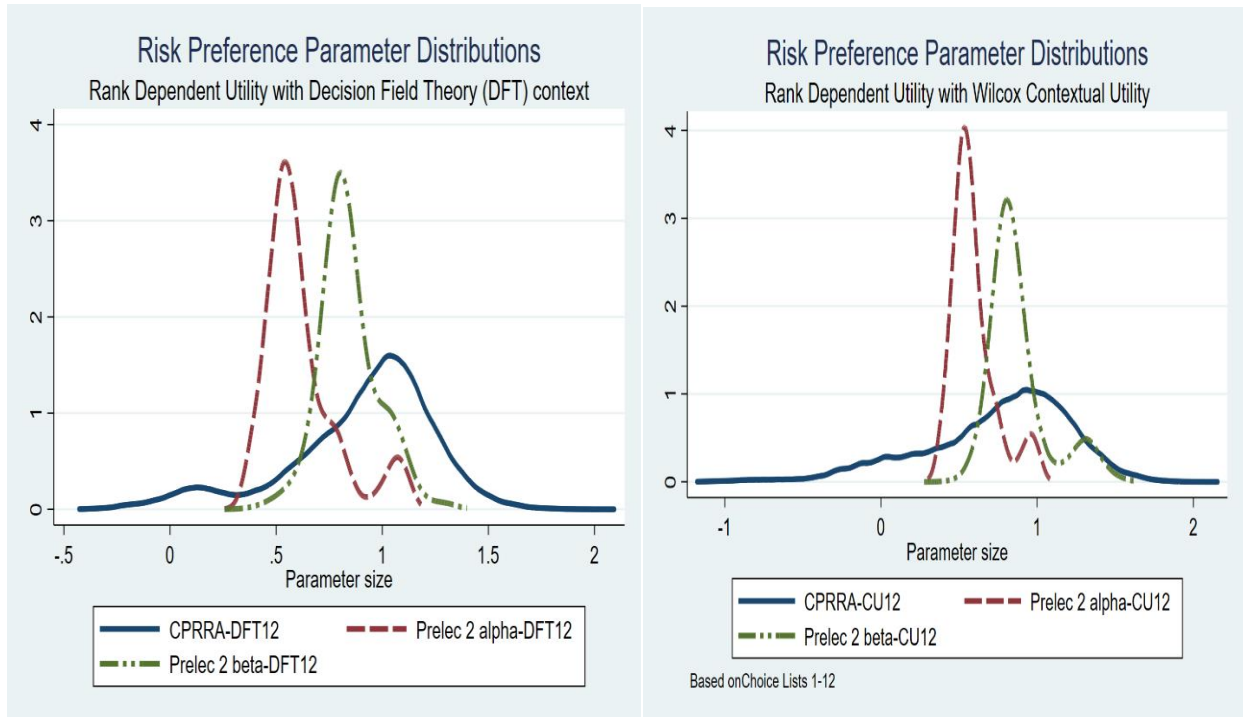 Risk Preference Parameter Distributions
Rank Dependent Utility with Decision Field Theory (DFT) context
4
3
2
1
0
-.5 0 .5 1 1.5 2
Parameter size
CPRRA-DFT12 Prelec 2 alpha-DFT12
Prelec 2 beta-DFT12
Risk Preference Parameter Distributions
Rank Dependent Utility with Wilcox Contextual Utility
4
3
2
1
0
-1 0 1 2
Parameter size
CPRRA-CU12 Prelec 2 alpha-CU12
Prelec 2 beta-CU12
Based onChoice Lists 1-12